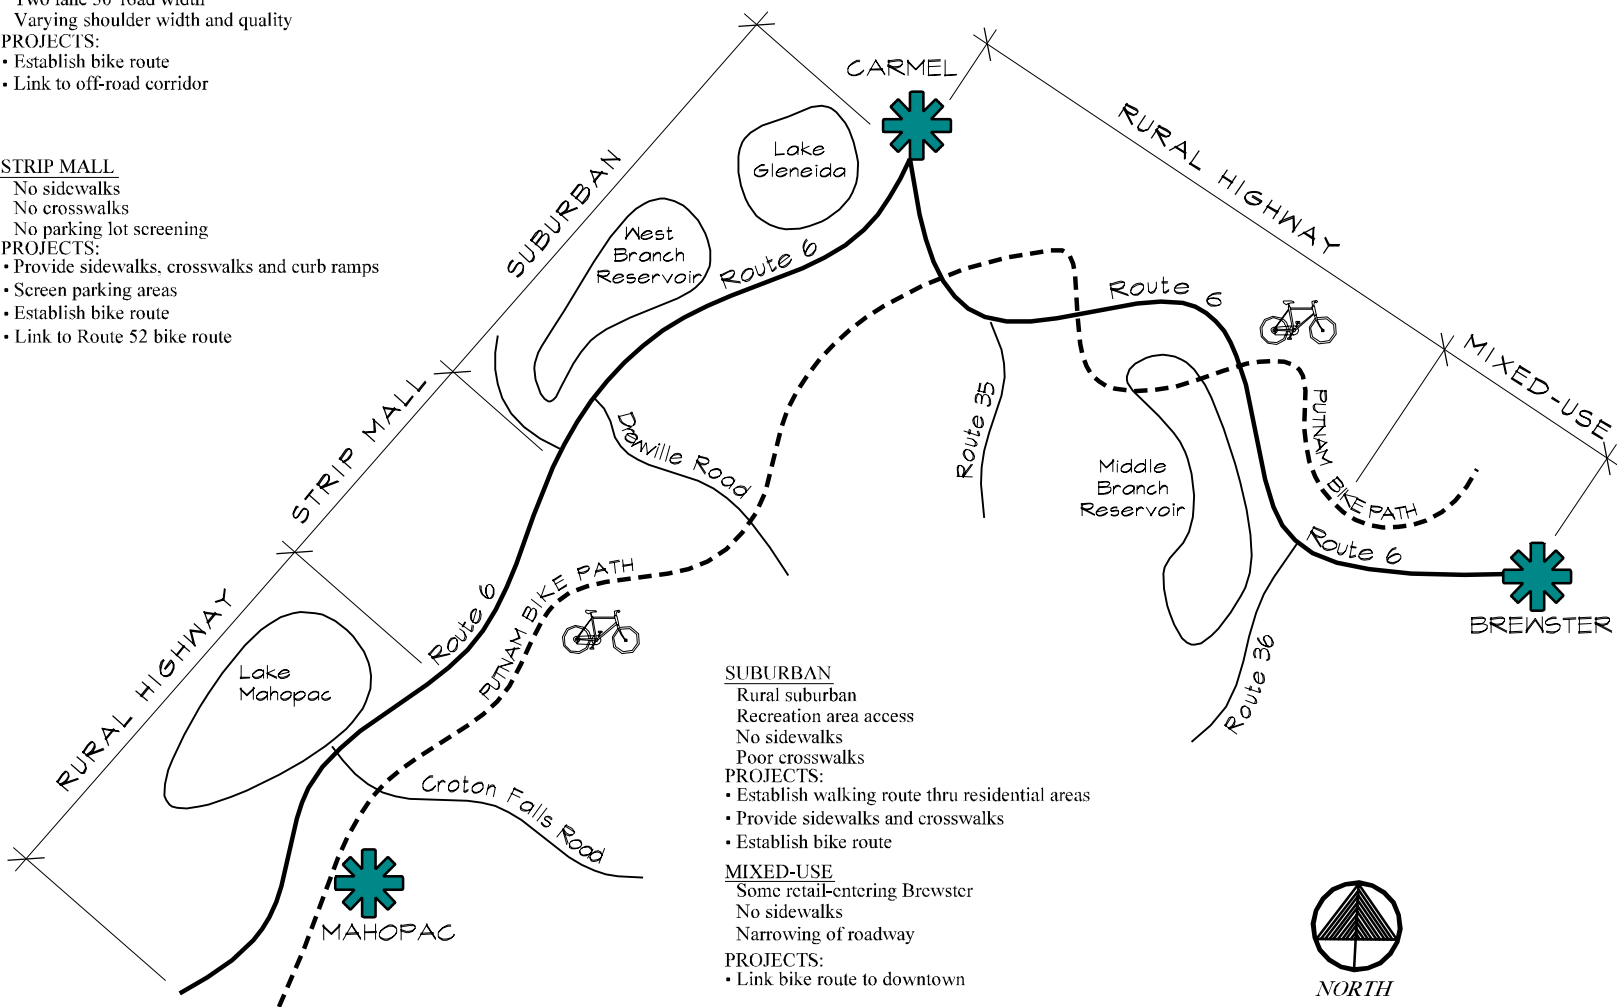 Two lane 30' road width
Varying shoulder width and quality
PROJECTS:
• Establish bike route
• Link to off-road corridor
STRIP MALL
No sidewalks
No crosswalks
No parking lot screening
PROJECTS:
• Provide sidewalks, crosswalks and curb ramps
• Screen parking areas
• Establish bike route
• Link to Route 52 bike route
CARMEL
RURAL HIGHWAY
MIXED-USE
SUBURBAN
STRIP MALL
RURAL HIGHWAY
Lake
Gleneida
West
Branch
Reservoir
Route 6
Route 6
Route 35
Drewville Road
Middle
Branch
Reservoir
PUTNAM BIKE PATH
Route 6
BREWSTER
Route 36
Route 6
PUTNAM BIKE PATH
Lake
Mahopac
Croton Falls Road
MAHOPAC
SUBURBAN
Rural suburban
Recreation area access
No sidewalks
Poor crosswalks
PROJECTS:
• Establish walking route thru residential areas
• Provide sidewalks and crosswalks
• Establish bike route
MIXED-USE
Some retail-entering Brewster
No sidewalks
Narrowing of roadway
PROJECTS:
• Link bike route to downtown
NORTH